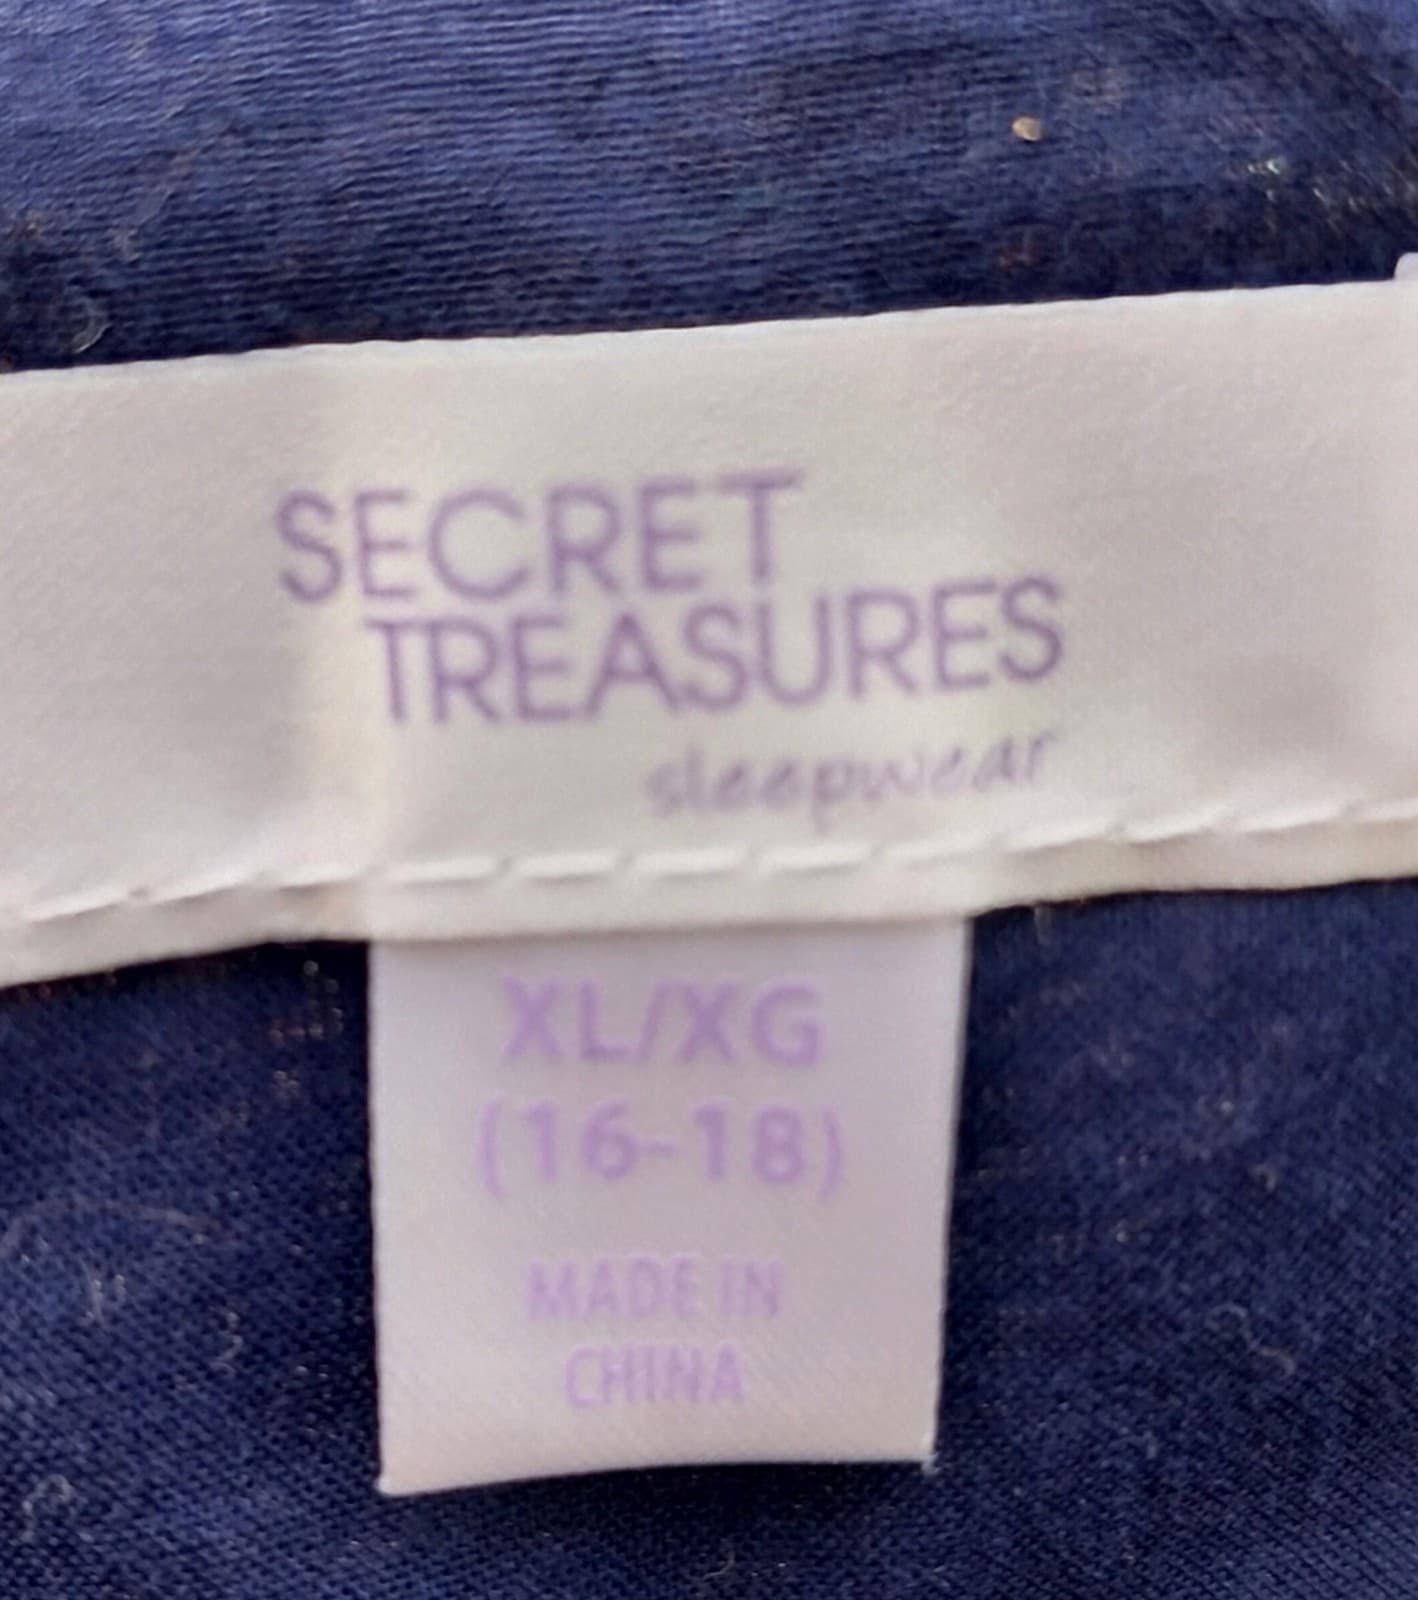 SECRET
TREASURES
sleepwear
XL/XG
(16-18)
MADE IN
CHINA